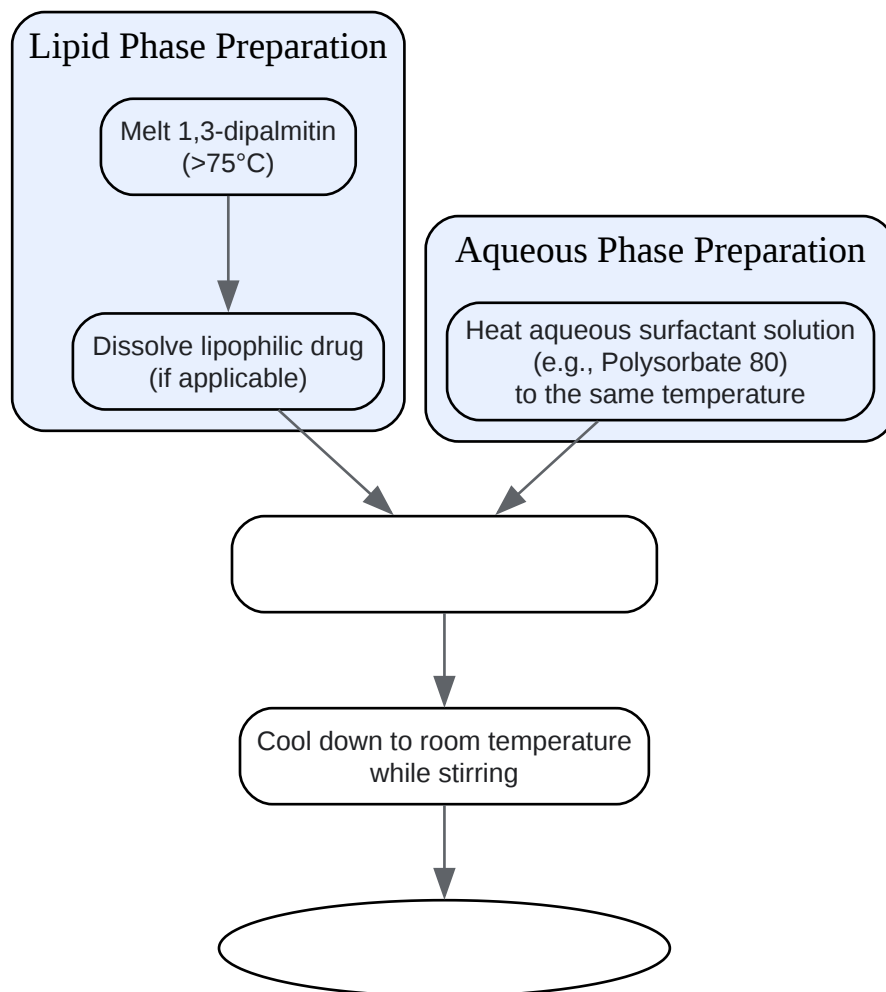 Lipid Phase Preparation
Melt 1,3-dipalmitin
(>75°C)
Dissolve lipophilic drug
(if applicable)
Aqueous Phase Preparation
Heat aqueous surfactant solution
(e.g., Polysorbate 80)
to the same temperature
Cool down to room temperature
while stirring